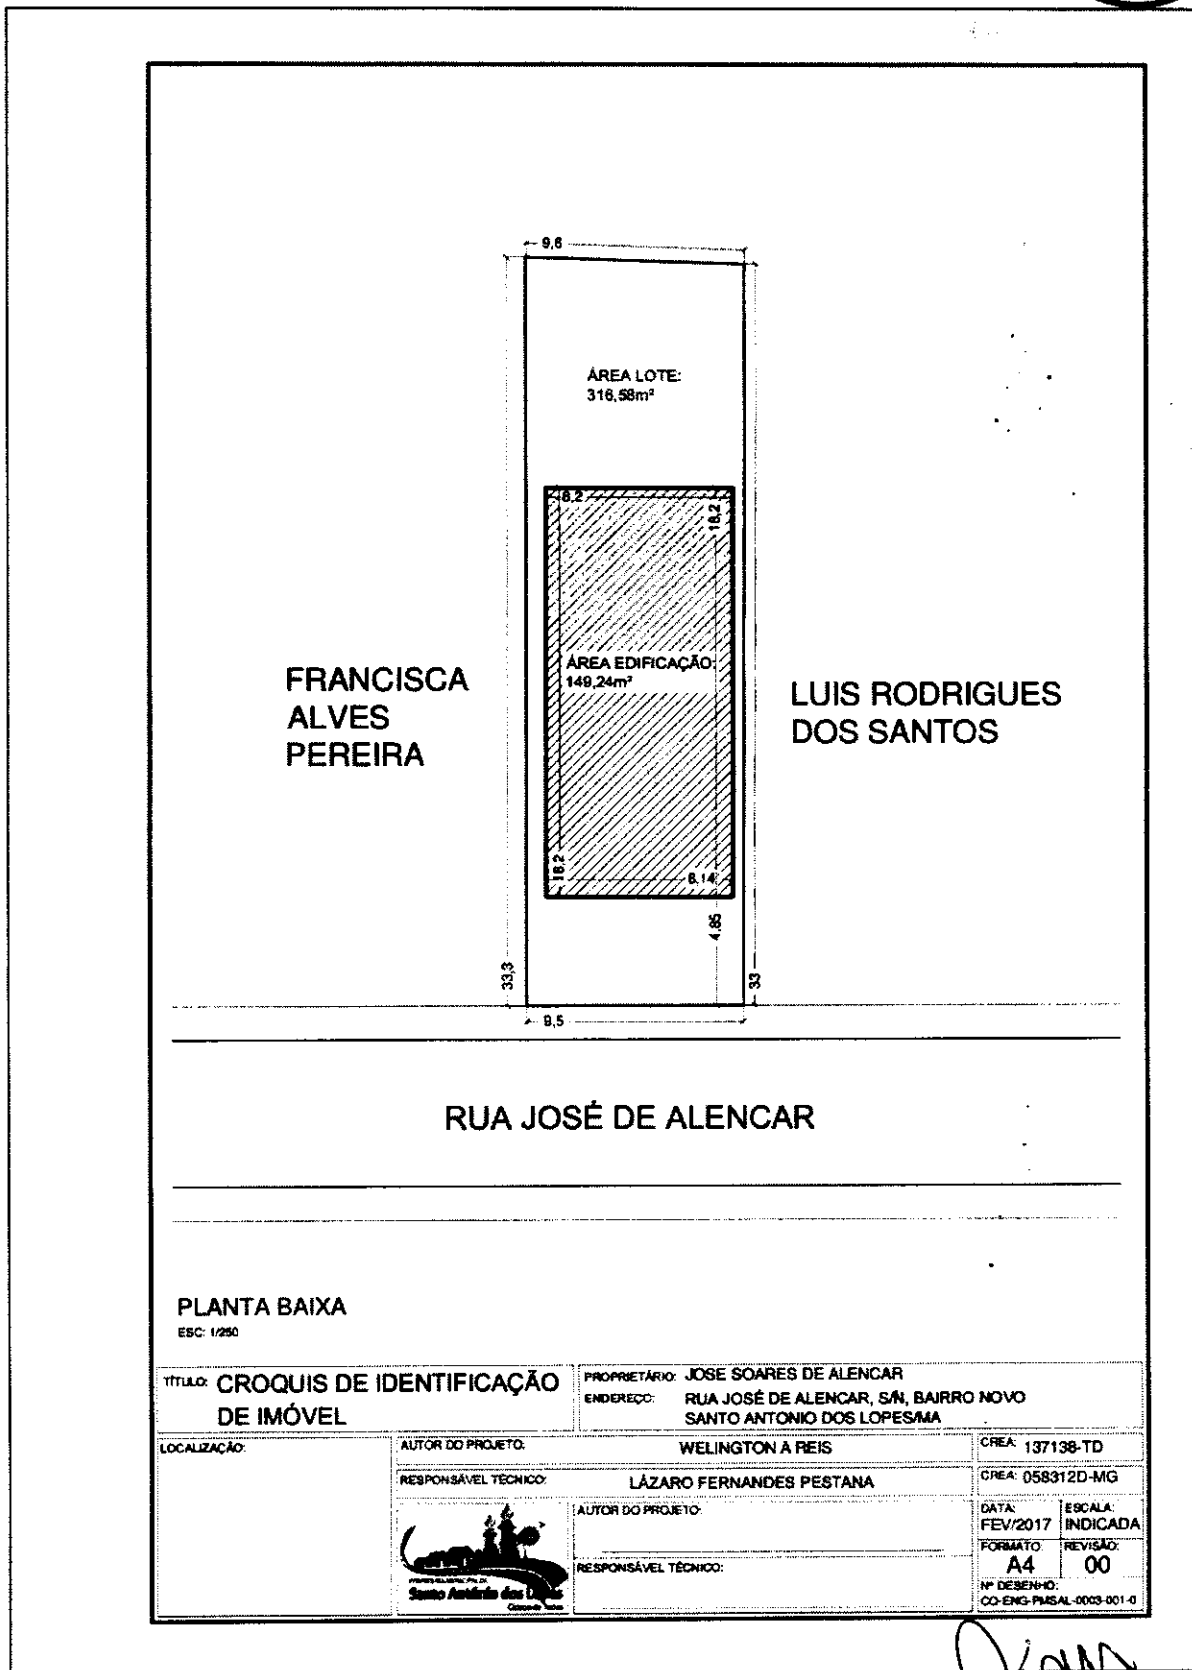 9,6
ÁREA LOTE:
316,58m²
8,2
18,2
ÁREA EDIFICAÇÃO:
149,24m²
FRANCISCA
ALVES
PEREIRA
LUIS RODRIGUES
DOS SANTOS
18,2
8,14
4,85
33,3
33
9,5
RUA JOSÉ DE ALENCAR
PLANTA BAIXA
ESC: 1/250
TÍTULO: CROQUIS DE IDENTIFICAÇÃO
DE IMÓVEL
PROPRIETÁRIO: JOSE SOARES DE ALENCAR
ENDEREÇO: RUA JOSÉ DE ALENCAR, S/N, BAIRRO NOVO
SANTO ANTONIO DOS LOPES/MA
LOCALIZAÇÃO:
AUTOR DO PROJETO: WELINGTON A REIS
CREA: 137138-TD
RESPONSÁVEL TÉCNICO: LÁZARO FERNANDES PESTANA
CREA: 058312D-MG
Santo Antônio dos Lopes
AUTOR DO PROJETO:
RESPONSÁVEL TÉCNICO:
DATA: ESCALA:
FEV/2017 INDICADA
FORMATO: REVISÃO:
A4 00
Nº DESENHO:
CO-ENG-PMSAL-0003-001-0